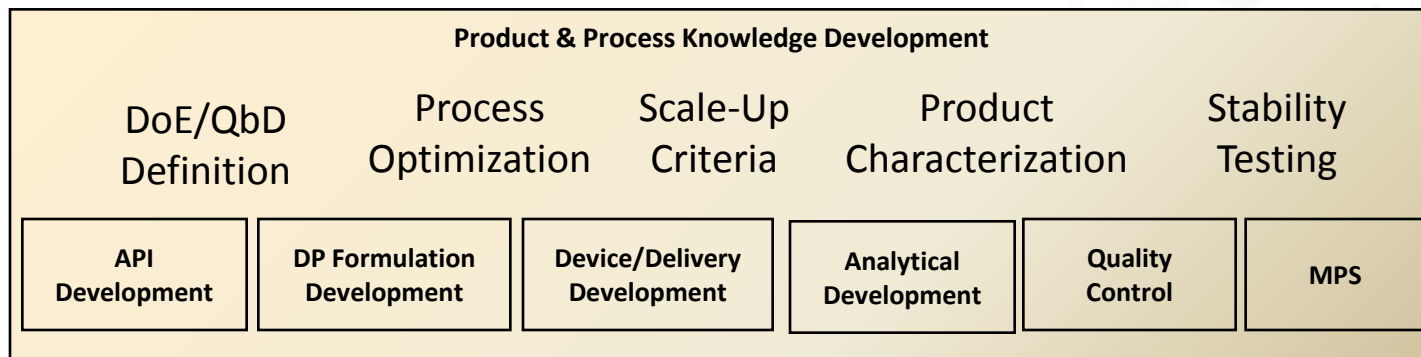 Product & Process Knowledge Development
DoE/QbD
Definition
Process
Optimization
Scale-Up
Criteria
Product
Characterization
Stability
Testing
API
Development
DP Formulation
Development
Device/Delivery
Development
Analytical
Development
Quality
Control
MPS